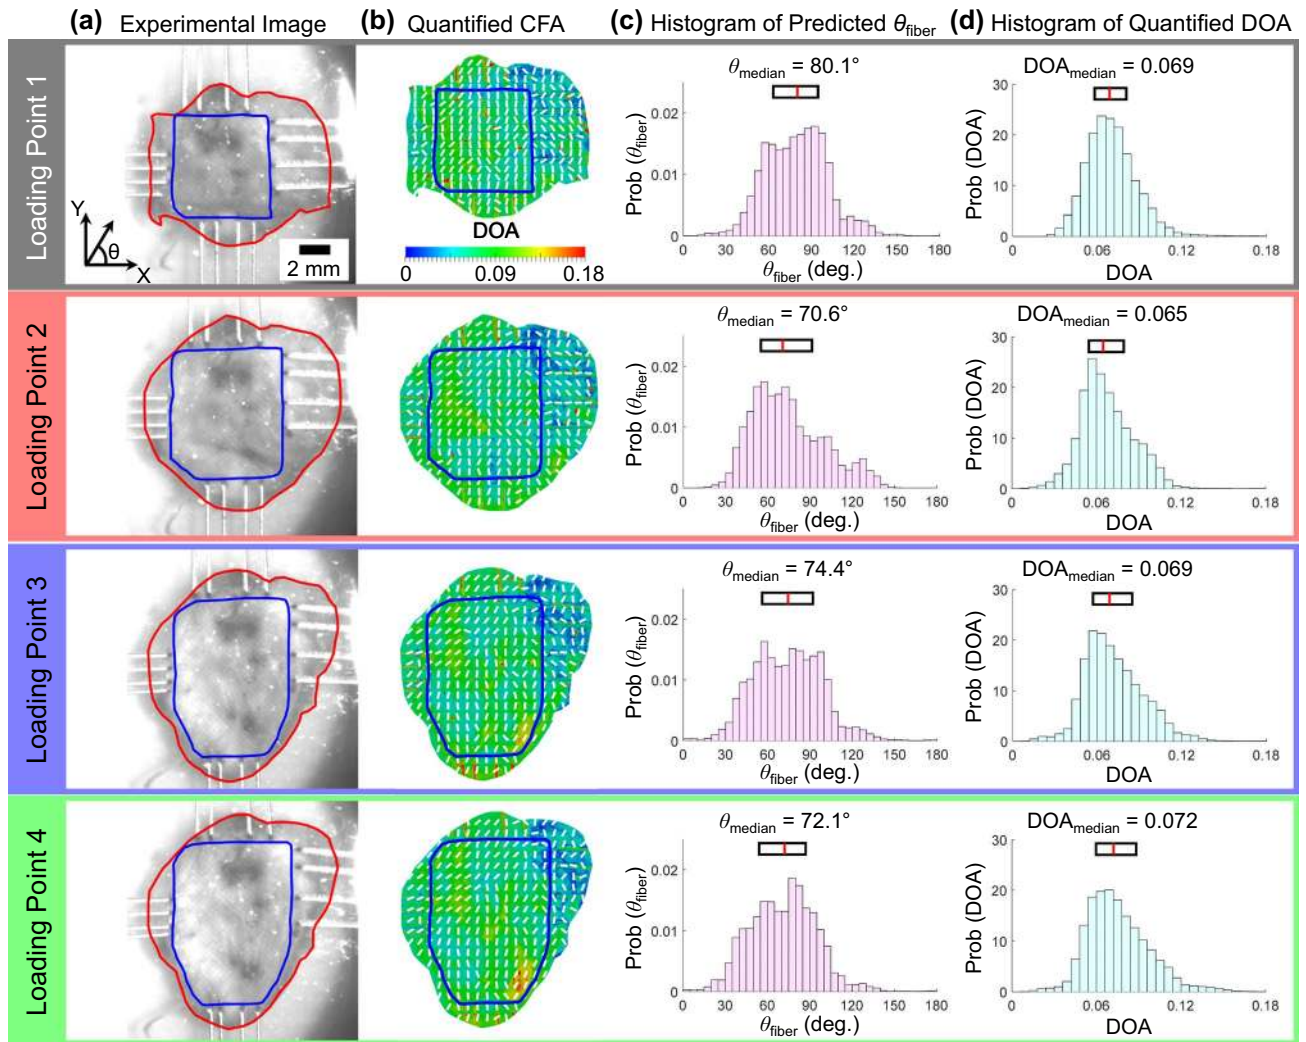 (a) Experimental Image
(b) Quantified CFA
(c) Histogram of Predicted θfiber
(d) Histogram of Quantified DOA
Loading Point 1
Y
θ
X
2 mm
DOA
0 0.09 0.18
θmedian = 80.1°
Prob (θfiber)
0.02
0.01
0
0 30 60 90 120 150 180
θfiber (deg.)
DOAmedian = 0.069
Prob (DOA)
30
20
10
0
0.06 0.12 0.18
DOA
Loading Point 2
θmedian = 70.6°
Prob (θfiber)
0.02
0.01
0
0 30 60 90 120 150 180
θfiber (deg.)
DOAmedian = 0.065
Prob (DOA)
30
20
10
0
0.06 0.12 0.18
DOA
Loading Point 3
θmedian = 74.4°
Prob (θfiber)
0.02
0.01
0
0 30 60 90 120 150 180
θfiber (deg.)
DOAmedian = 0.069
Prob (DOA)
30
20
10
0
0.06 0.12 0.18
DOA
Loading Point 4
θmedian = 72.1°
Prob (θfiber)
0.02
0.01
0
0 30 60 90 120 150 180
θfiber (deg.)
DOAmedian = 0.072
Prob (DOA)
30
20
10
0
0.06 0.12 0.18
DOA